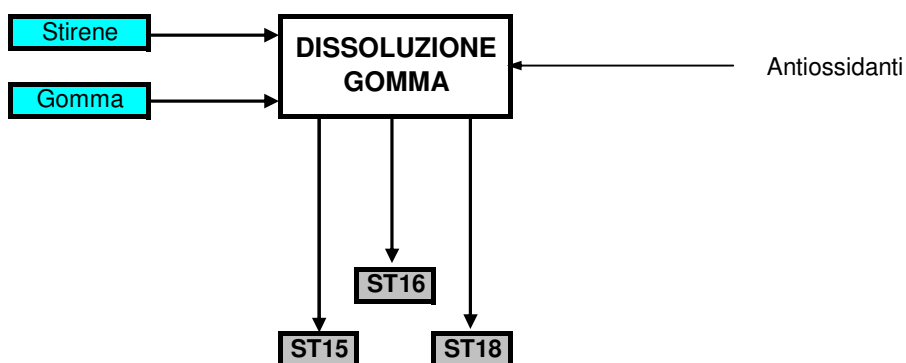 Stirene
DISSOLUZIONE
GOMMA
Antiossidanti
Gomma
ST16
ST15
ST18